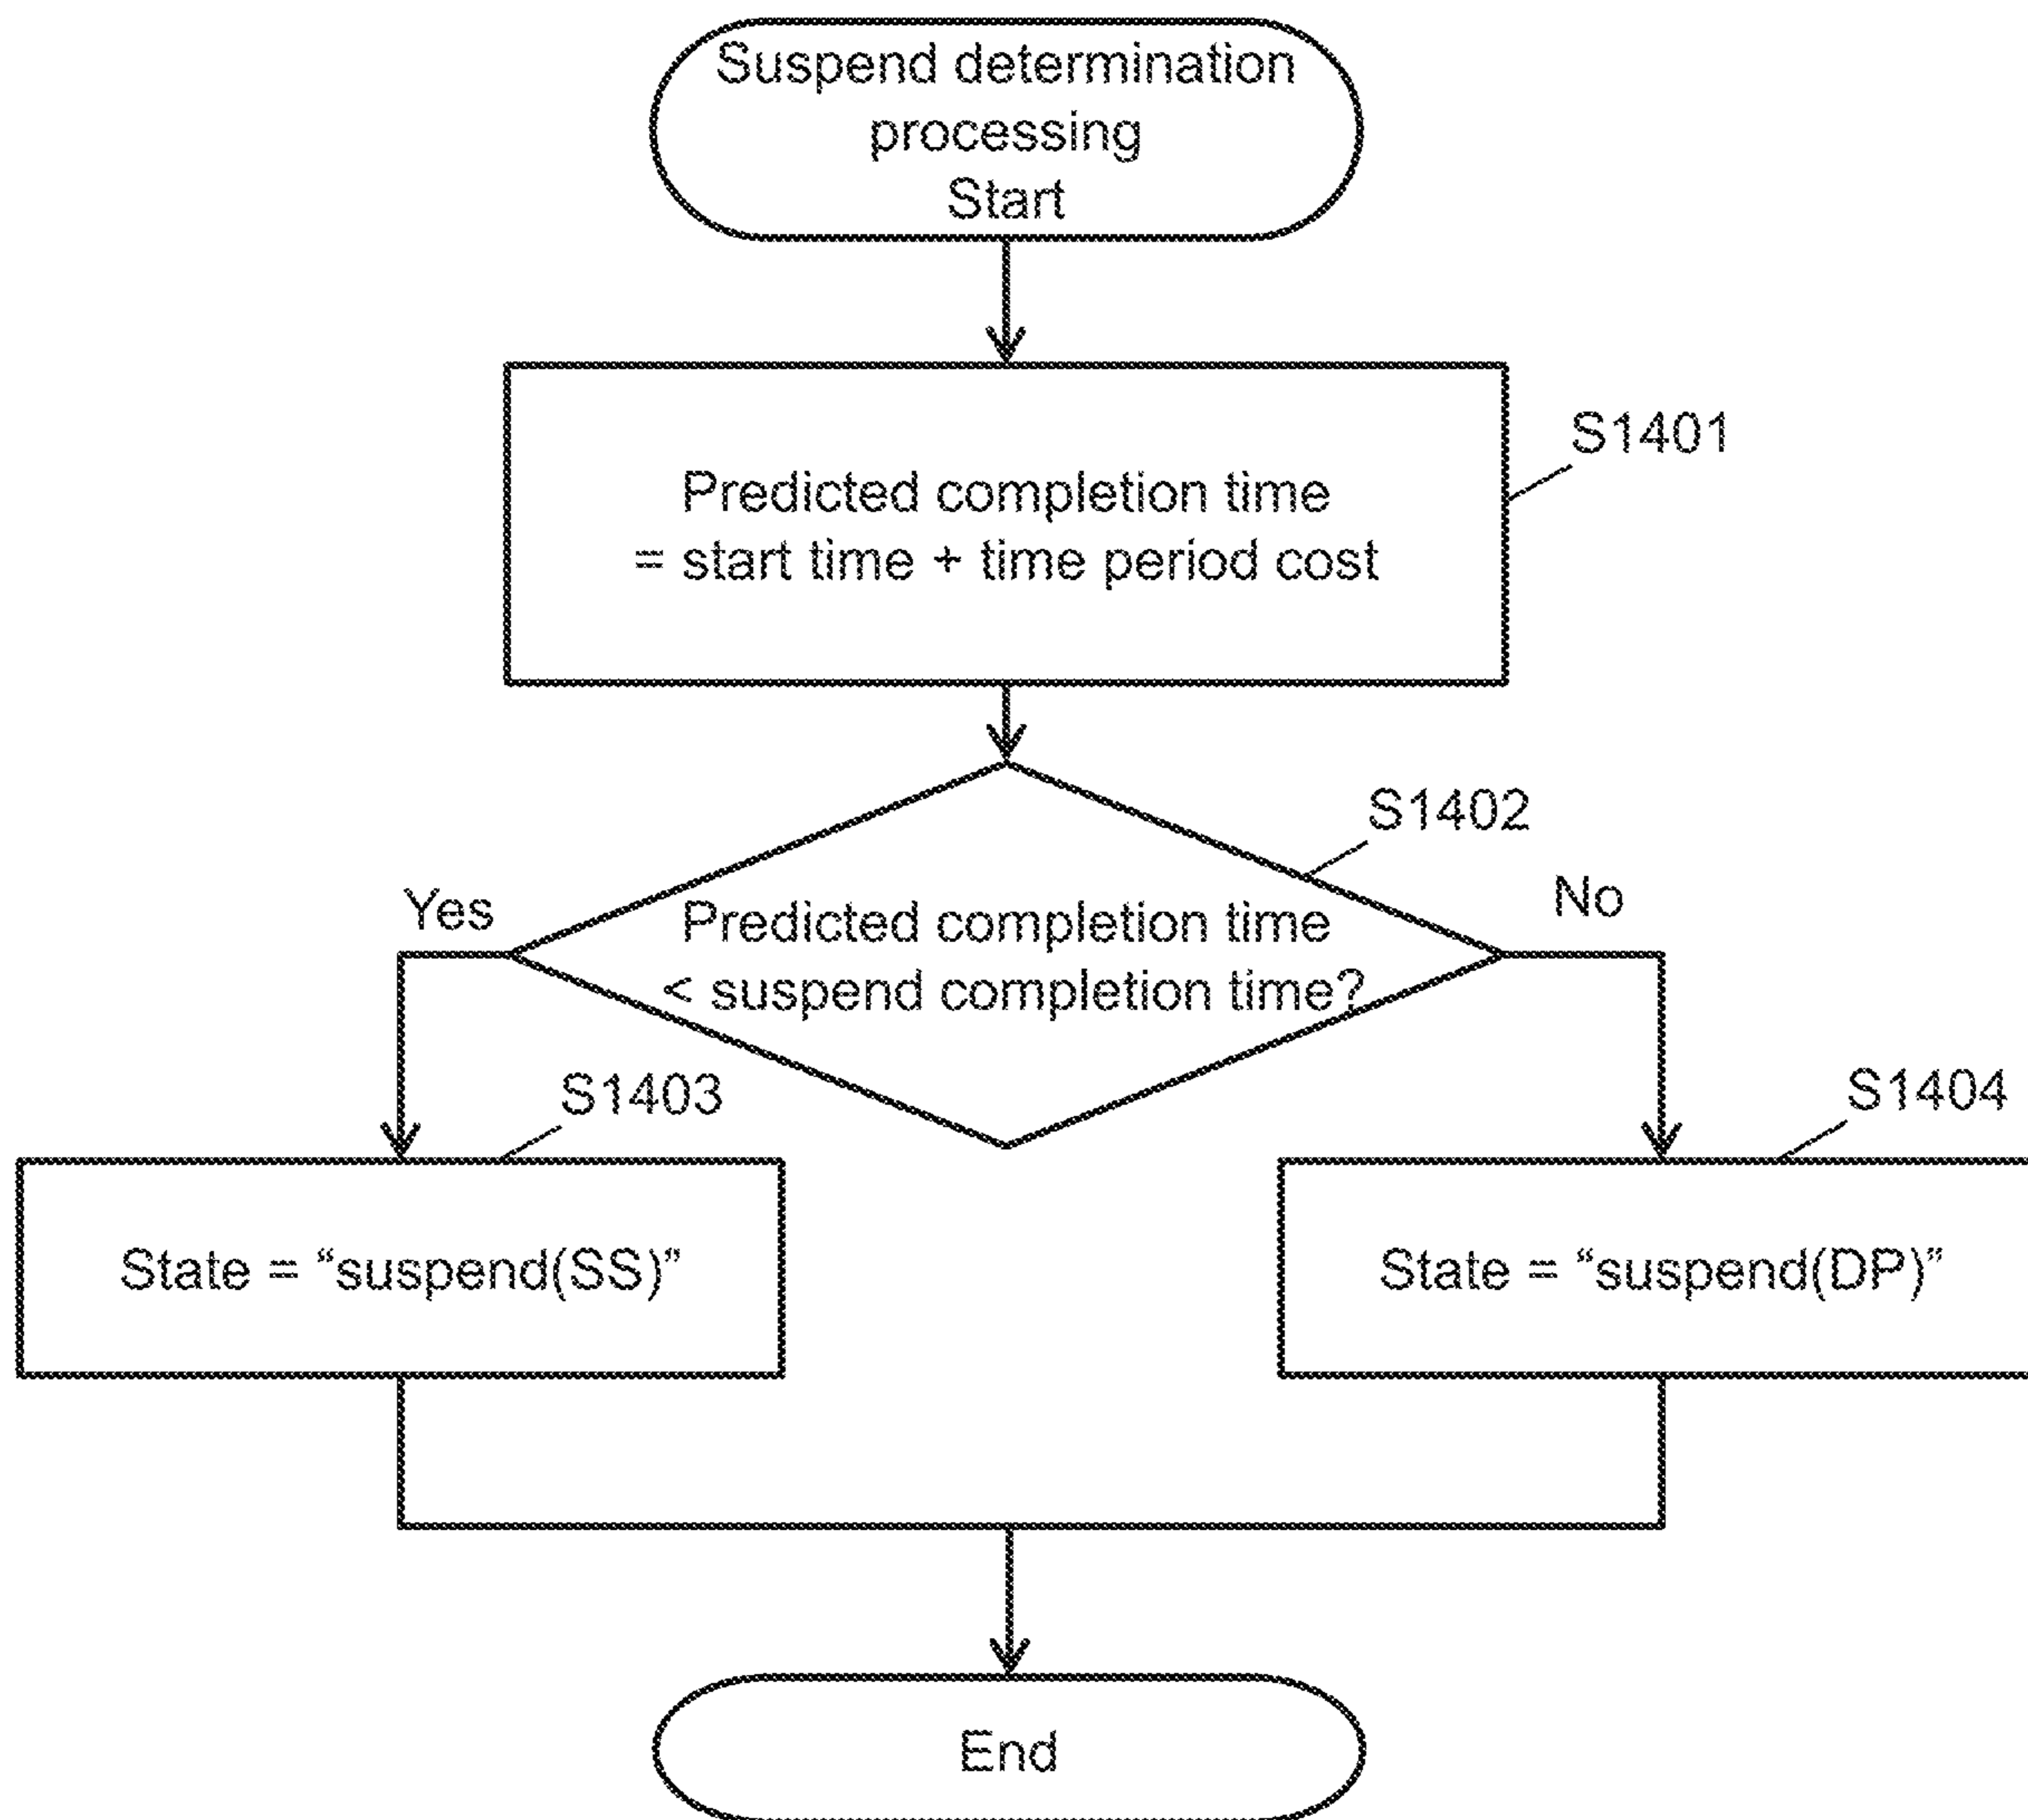 Suspend determination
processing
Start
S1401
Predicted completion time
= start time + time period cost
S1402
Yes
No
Predicted completion time
< suspend completion time?
S1403
S1404
State = “suspend(SS)”
State = “suspend(DP)”
End